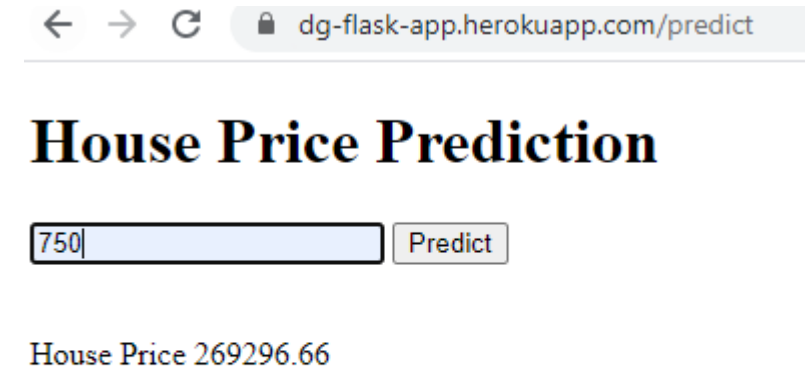 dg-flask-app.herokuapp.com/predict
House Price Prediction
750 Predict
House Price 269296.66